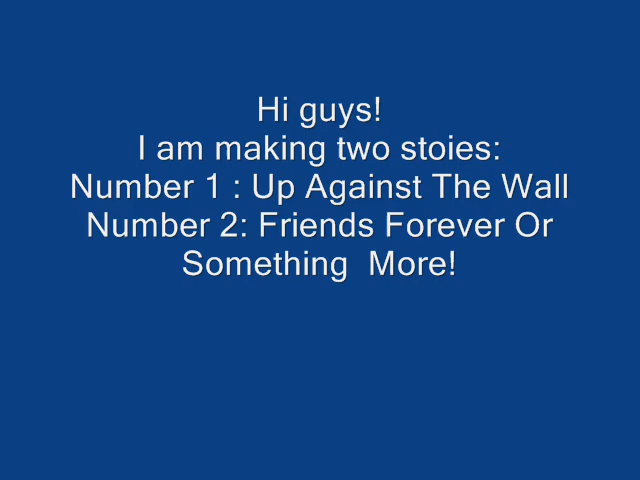 Hi guys!
I am making two stoies:
Number 1 : Up Against The Wall
Number 2: Friends Forever Or
Something  More!